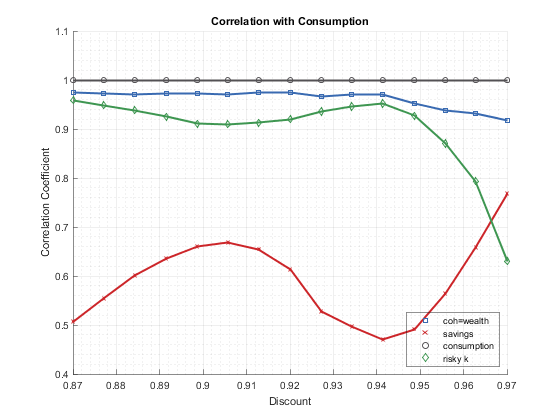 Correlation with Consumption
1.1
1
0.9
0.8
0.7
0.6
0.5
0.4
Correlation Coefficient
0.87 0.88 0.89 0.9 0.91 0.92 0.93 0.94 0.95 0.96 0.97
Discount
coh=wealth
savings
consumption
risky k